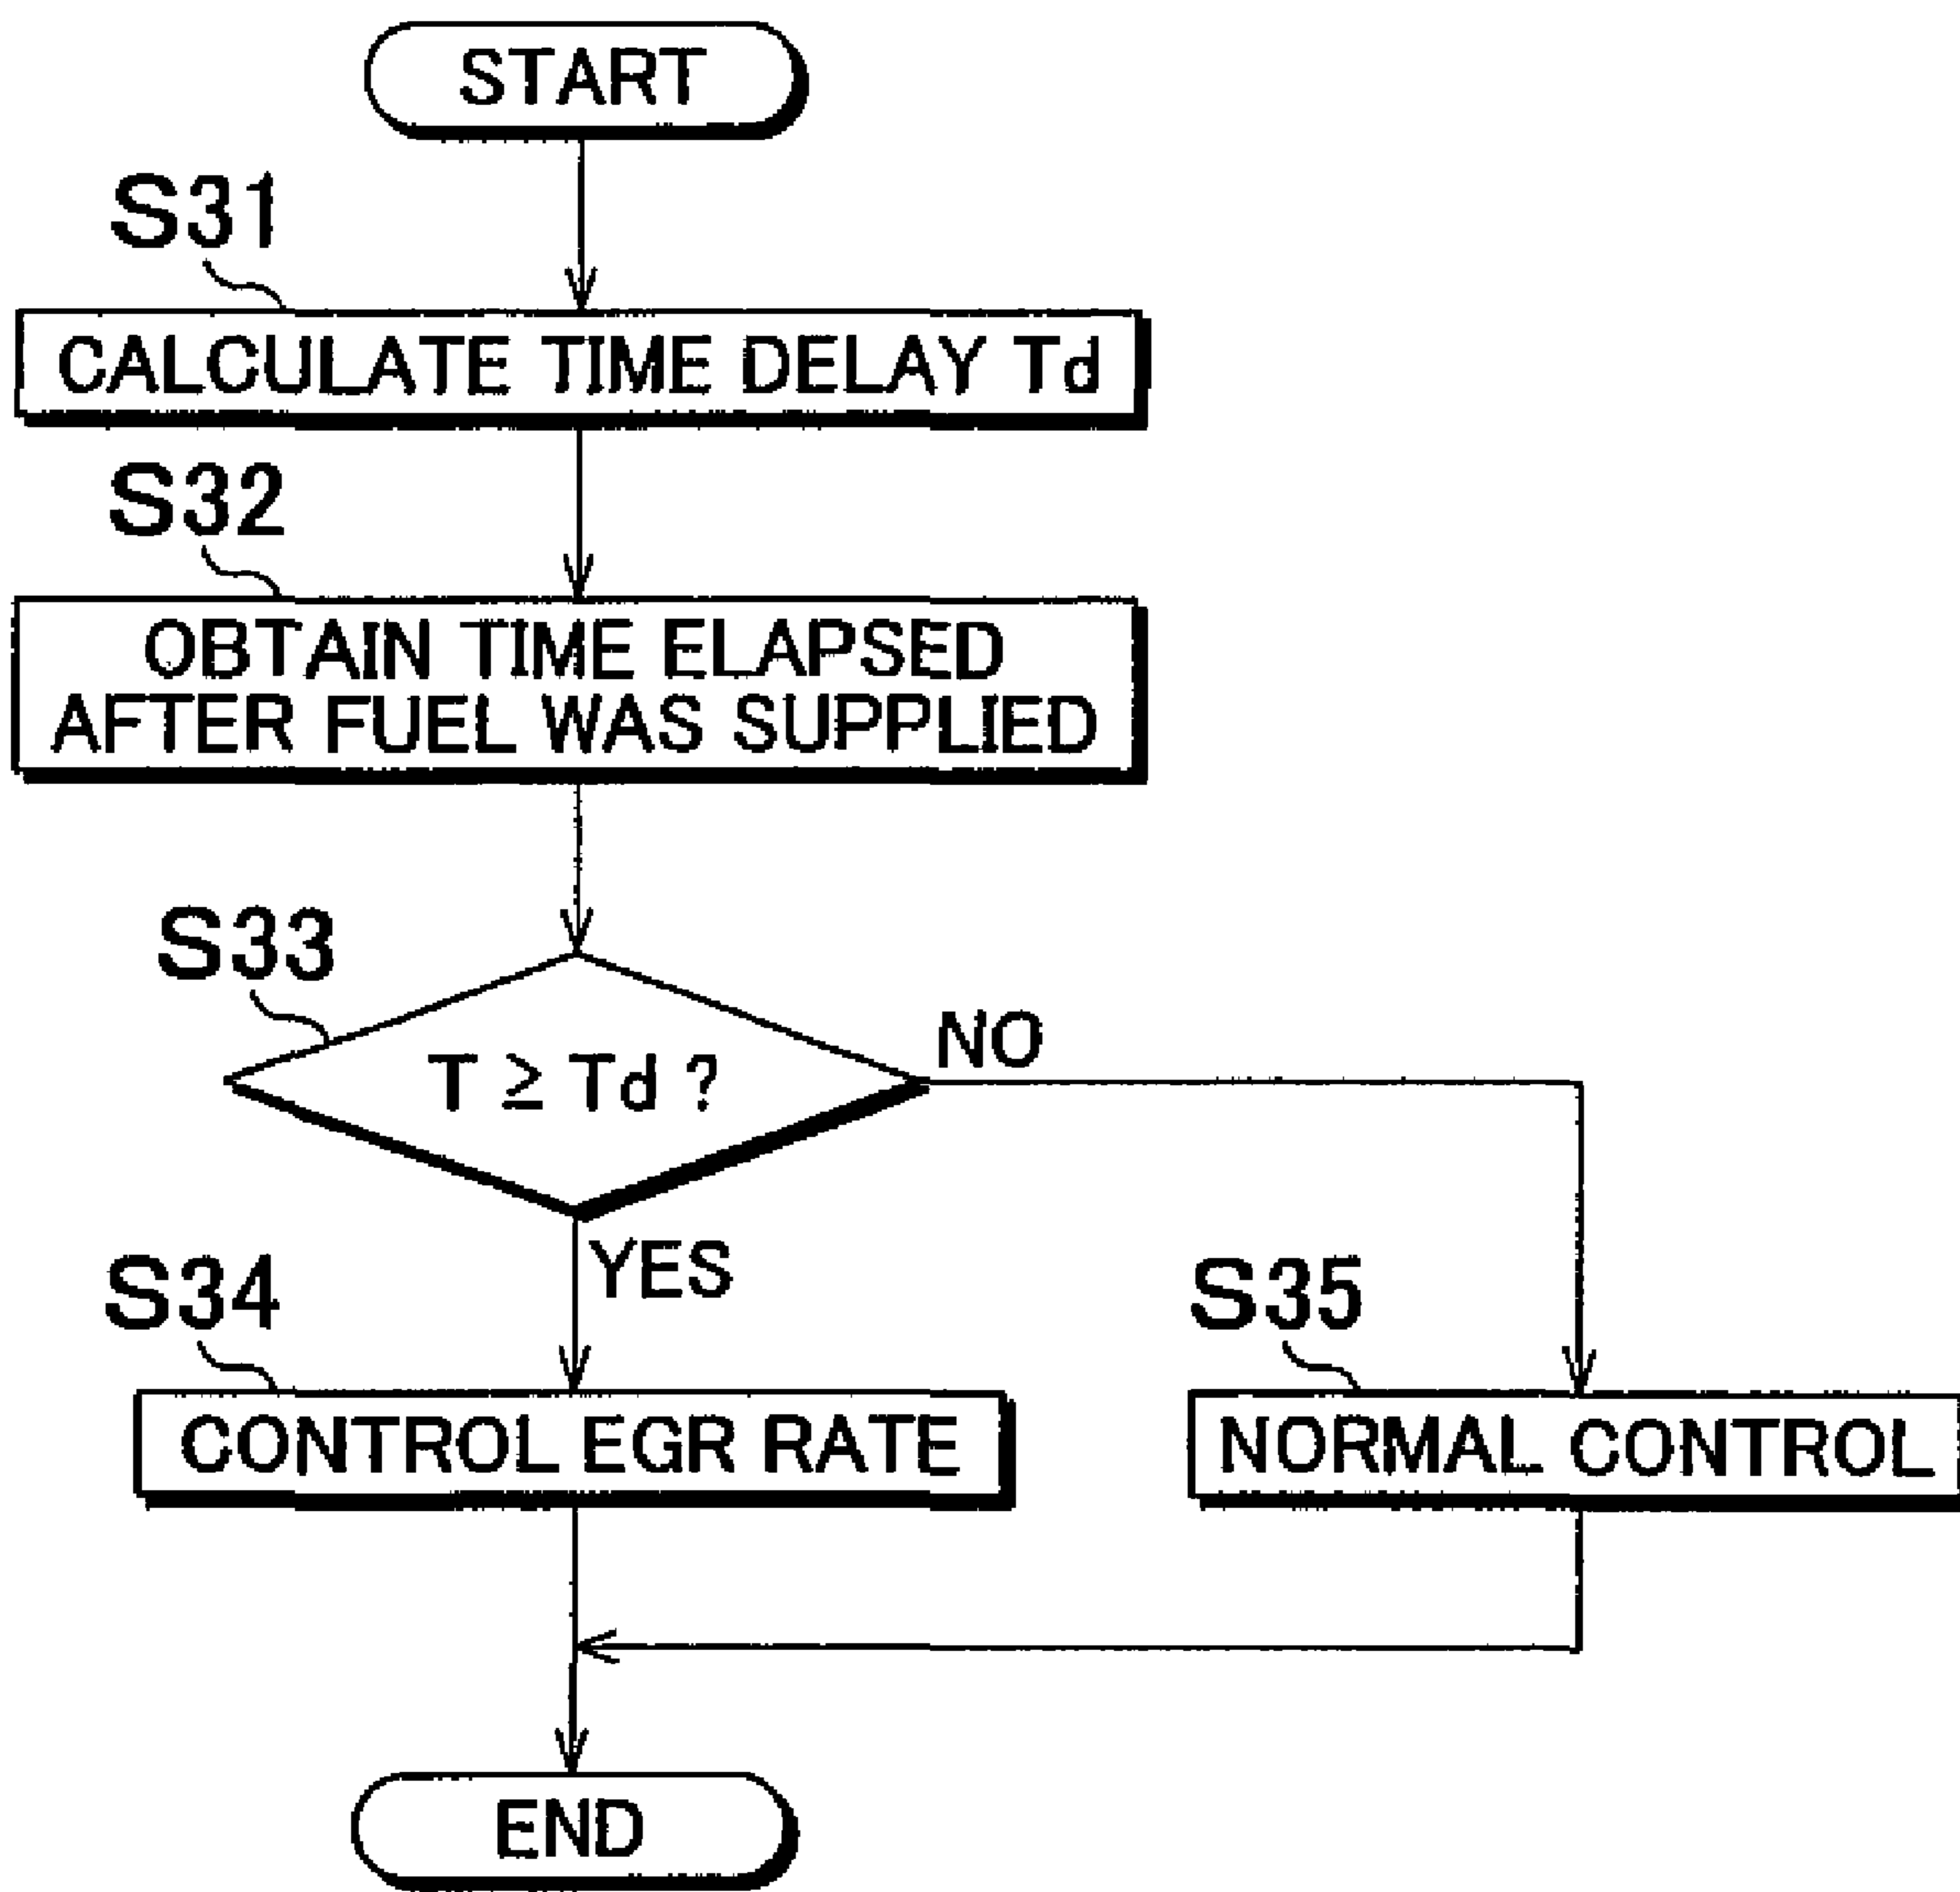 START
S31
CALCULATE TIME DELAY Td
S32
OBTAIN TIME ELAPSED
AFTER FUEL WAS SUPPLIED
S33
T ≥ Td ?
NO
YES
S34
CONTROL EGR RATE
S35
NORMAL CONTROL
END